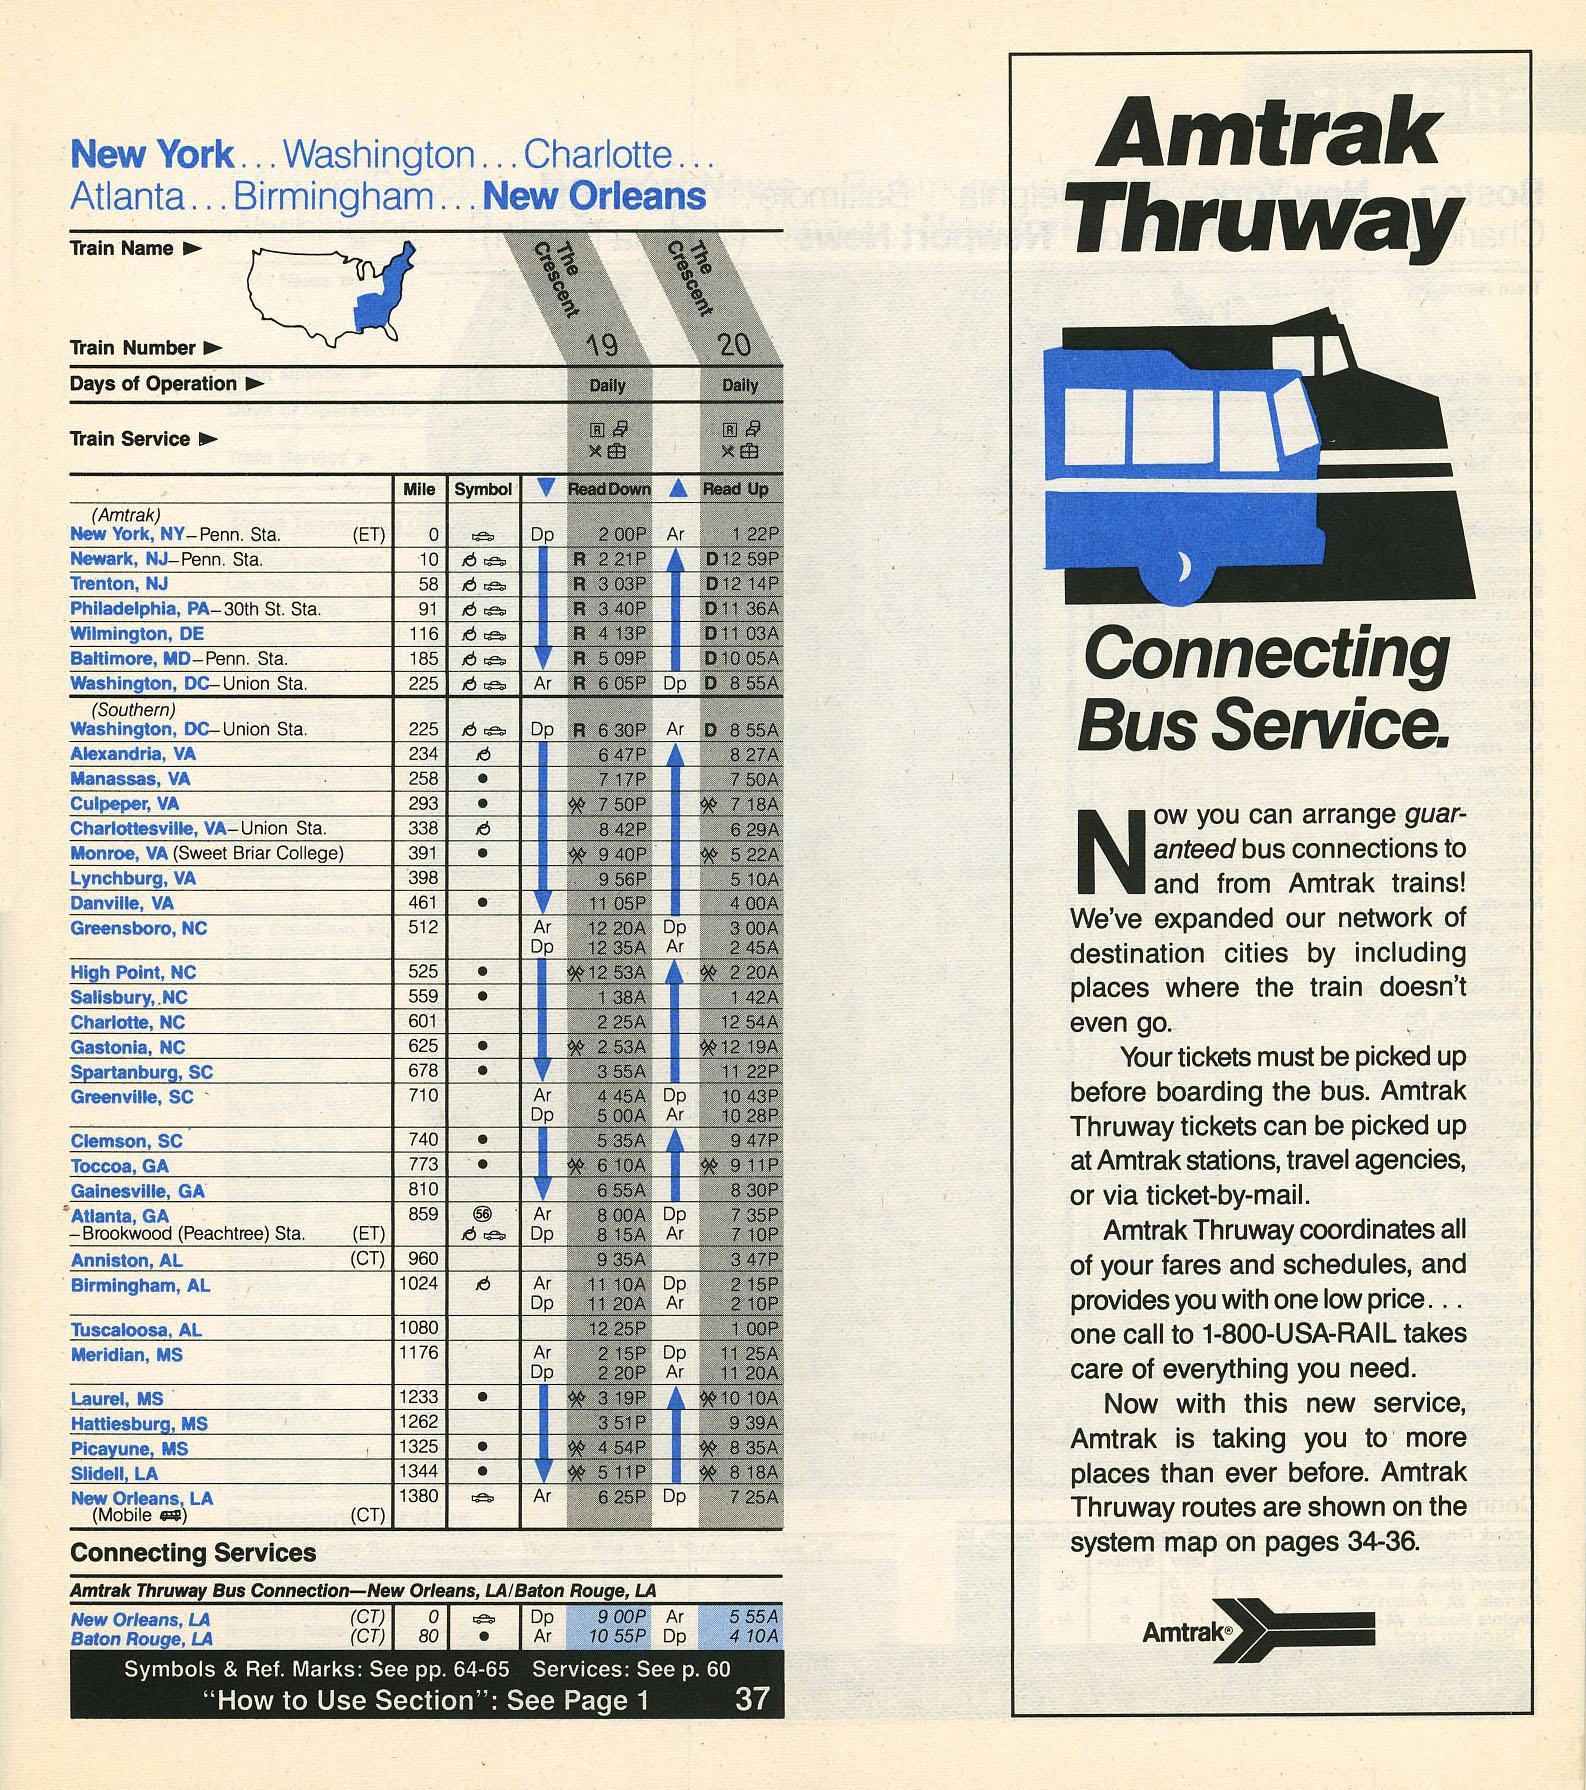 New York...Washington...Charlotte...
Atlanta...Birmingham...New Orleans
Train Name ►
The Crescent
The Crescent
Train Number ► 19 20
Days of Operation ► Daily Daily
Train Service ►
R R
Mile Symbol ▼ Read Down ▲ Read Up
(Amtrak)
New York, NY–Penn. Sta. (ET) 0 Dp 2 00P Ar 1 22P
Newark, NJ–Penn. Sta. 10 R 2 21P D 12 59P
Trenton, NJ 58 R 3 03P D 12 14P
Philadelphia, PA–30th St. Sta. 91 R 3 40P D 11 36A
Wilmington, DE 116 R 4 13P D 11 03A
Baltimore, MD–Penn. Sta. 185 R 5 09P D 10 05A
Washington, DC–Union Sta. 225 Ar R 6 05P Dp D 8 55A
(Southern)
Washington, DC–Union Sta. 225 Dp R 6 30P Ar D 8 55A
Alexandria, VA 234 6 47P 8 27A
Manassas, VA 258 ● 7 17P 7 50A
Culpeper, VA 293 ● 7 50P 7 18A
Charlottesville, VA–Union Sta. 338 8 42P 6 29A
Monroe, VA (Sweet Briar College) 391 ● 9 40P 5 22A
Lynchburg, VA 398 9 56P 5 10A
Danville, VA 461 ● 11 05P 4 00A
Greensboro, NC 512 Ar 12 20A Dp 3 00A
Dp 12 35A Ar 2 45A
High Point, NC 525 ● 12 53A 2 20A
Salisbury, NC 559 ● 1 38A 1 42A
Charlotte, NC 601 2 25A 12 54A
Gastonia, NC 625 ● 2 53A 12 19A
Spartanburg, SC 678 ● 3 55A 11 22P
Greenville, SC 710 Ar 4 45A Dp 10 43P
Dp 5 00A Ar 10 28P
Clemson, SC 740 ● 5 35A 9 47P
Toccoa, GA 773 ● 6 10A 9 11P
Gainesville, GA 810 6 55A 8 30P
Atlanta, GA 859 56 Ar 8 00A Dp 7 35P
–Brookwood (Peachtree) Sta. (ET) Dp 8 15A Ar 7 10P
Anniston, AL (CT) 960 9 35A 3 47P
Birmingham, AL 1024 Ar 11 10A Dp 2 15P
Dp 11 20A Ar 2 10P
Tuscaloosa, AL 1080 12 25P 1 00P
Meridian, MS 1176 Ar 2 15P Dp 11 25A
Dp 2 20P Ar 11 20A
Laurel, MS 1233 ● 3 19P 10 10A
Hattiesburg, MS 1262 3 51P 9 39A
Picayune, MS 1325 ● 4 54P 8 35A
Slidell, LA 1344 ● 5 11P 8 18A
New Orleans, LA 1380 Ar 6 25P Dp 7 25A
(Mobile ) (CT)
Connecting Services
Amtrak Thruway Bus Connection—New Orleans, LA/Baton Rouge, LA
New Orleans, LA (CT) 0 Dp 9 00P Ar 5 55A
Baton Rouge, LA (CT) 80 ● Ar 10 55P Dp 4 10A
Symbols & Ref. Marks: See pp. 64-65 Services: See p. 60
"How to Use Section": See Page 1 37
Amtrak
Thruway
Connecting
Bus Service.
Now you can arrange guar-
anteed bus connections to
and from Amtrak trains!
We've expanded our network of
destination cities by including
places where the train doesn't
even go.
Your tickets must be picked up
before boarding the bus. Amtrak
Thruway tickets can be picked up
at Amtrak stations, travel agencies,
or via ticket-by-mail.
Amtrak Thruway coordinates all
of your fares and schedules, and
provides you with one low price...
one call to 1-800-USA-RAIL takes
care of everything you need.
Now with this new service,
Amtrak is taking you to more
places than ever before. Amtrak
Thruway routes are shown on the
system map on pages 34-36.
Amtrak®